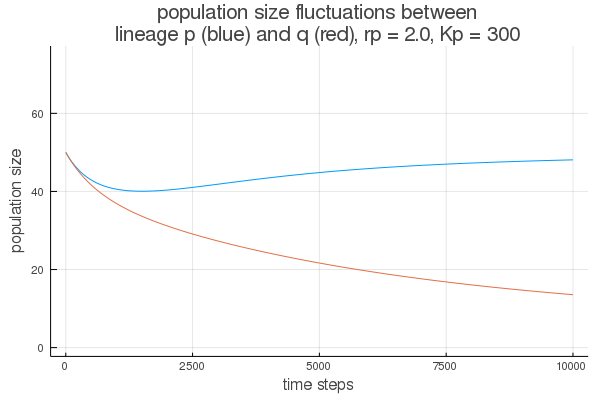 population size fluctuations between
lineage p (blue) and q (red), rp = 2.0, Kp = 300
population size
60
40
20
0
0
2500
5000
7500
10000
time steps